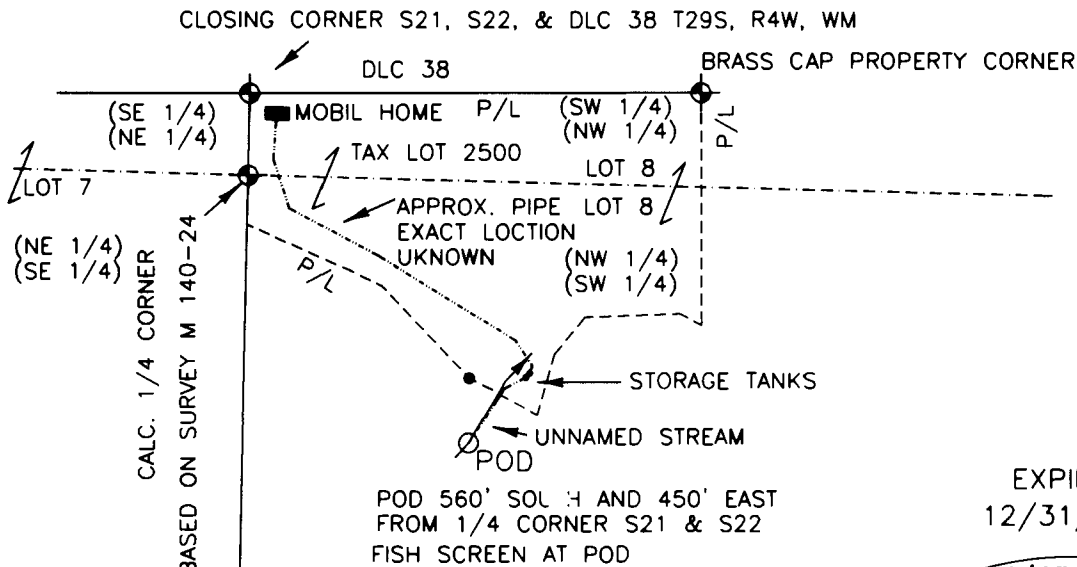 CLOSING CORNER S21, S22, & DLC 38 T29S, R4W, WM
DLC 38
BRASS CAP PROPERTY CORNER
(SE 1/4)
(NE 1/4)
MOBIL HOME
P/L
(SW 1/4)
(NW 1/4)
P/L
TAX LOT 2500
LOT 8
LOT 7
APPROX. PIPE
EXACT LOCTION
UKNOWN
LOT 8
(NE 1/4)
(SE 1/4)
P/L
(NW 1/4)
(SW 1/4)
CALC. 1/4 CORNER
BASED ON SURVEY M 140-24
STORAGE TANKS
UNNAMED STREAM
POD
POD 560' AND 450' EAST
FROM 1/4 CORNER S21 & S22
FISH SCREEN AT POD
12/31/